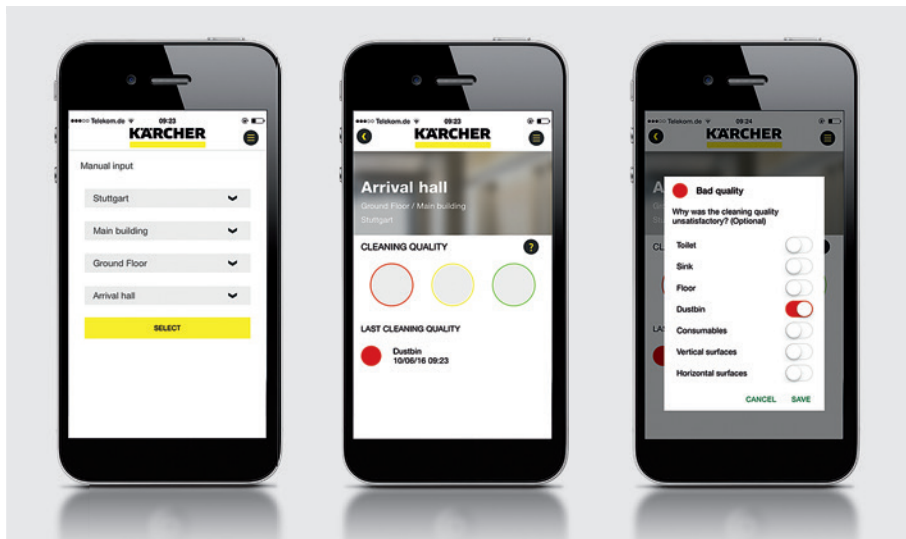 ●●●○○ Telekom.de 09:23
KÄRCHER
Manual input
Stuttgart
Main building
Ground Floor
Arrival hall
SELECT
●●●○○ Telekom.de 09:23
KÄRCHER
Arrival hall
Ground Floor / Main building
Stuttgart
CLEANING QUALITY ?
LAST CLEANING QUALITY
Dustbin
10/06/16 09:23
●●●○○ Telekom.de 09:24
KÄRCHER
Bad quality
Why was the cleaning quality
unsatisfactory? (Optional)
Toilet
Sink
Floor
Dustbin
Consumables
Vertical surfaces
Horizontal surfaces
CANCEL SAVE